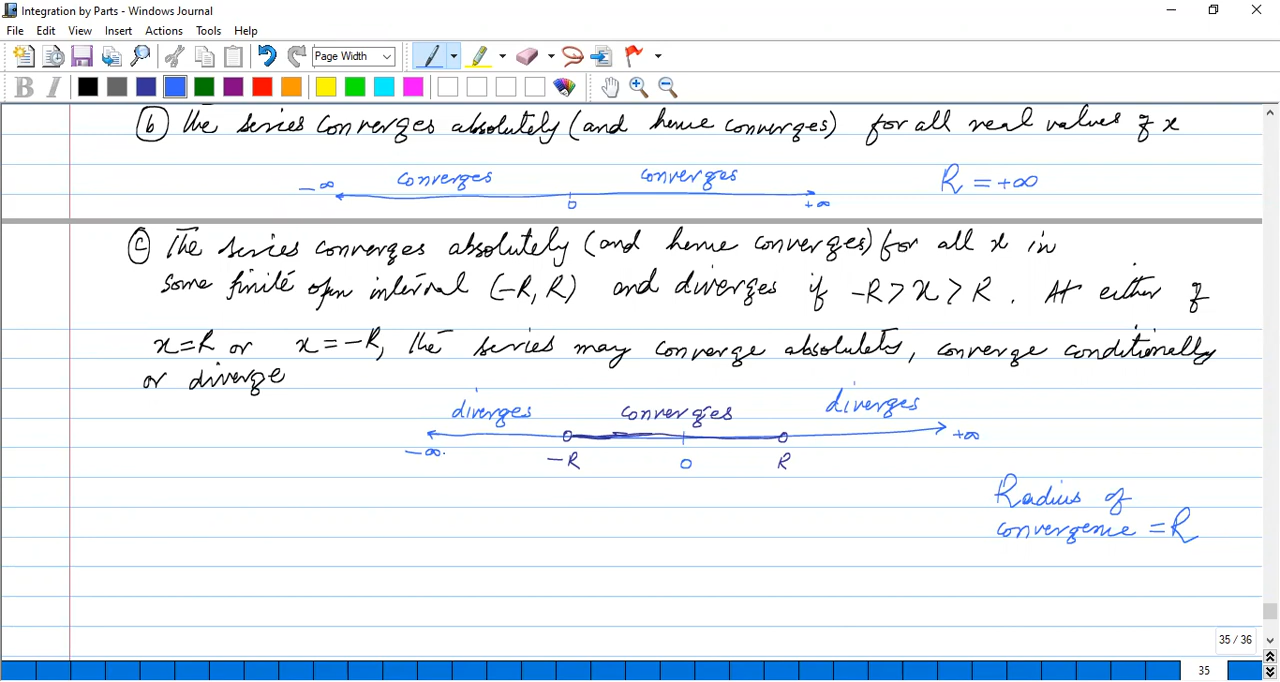 Integration by Parts - Windows Journal
File Edit View Insert Actions Tools Help
Page Width
B I
(b) The series converges absolutely (and hence converges) for all real values of x
-∞ converges 0 converges +∞ R = +∞
(c) The series converges absolutely (and hence converges) for all x in
some finite open interval (-R, R) and diverges if -R > x > R. At either of
x = R or x = -R, the series may converge absolutely, converge conditionally
or diverge
diverges converges diverges
-∞ -R 0 R +∞
Radius of
convergence = R
35 / 36
35